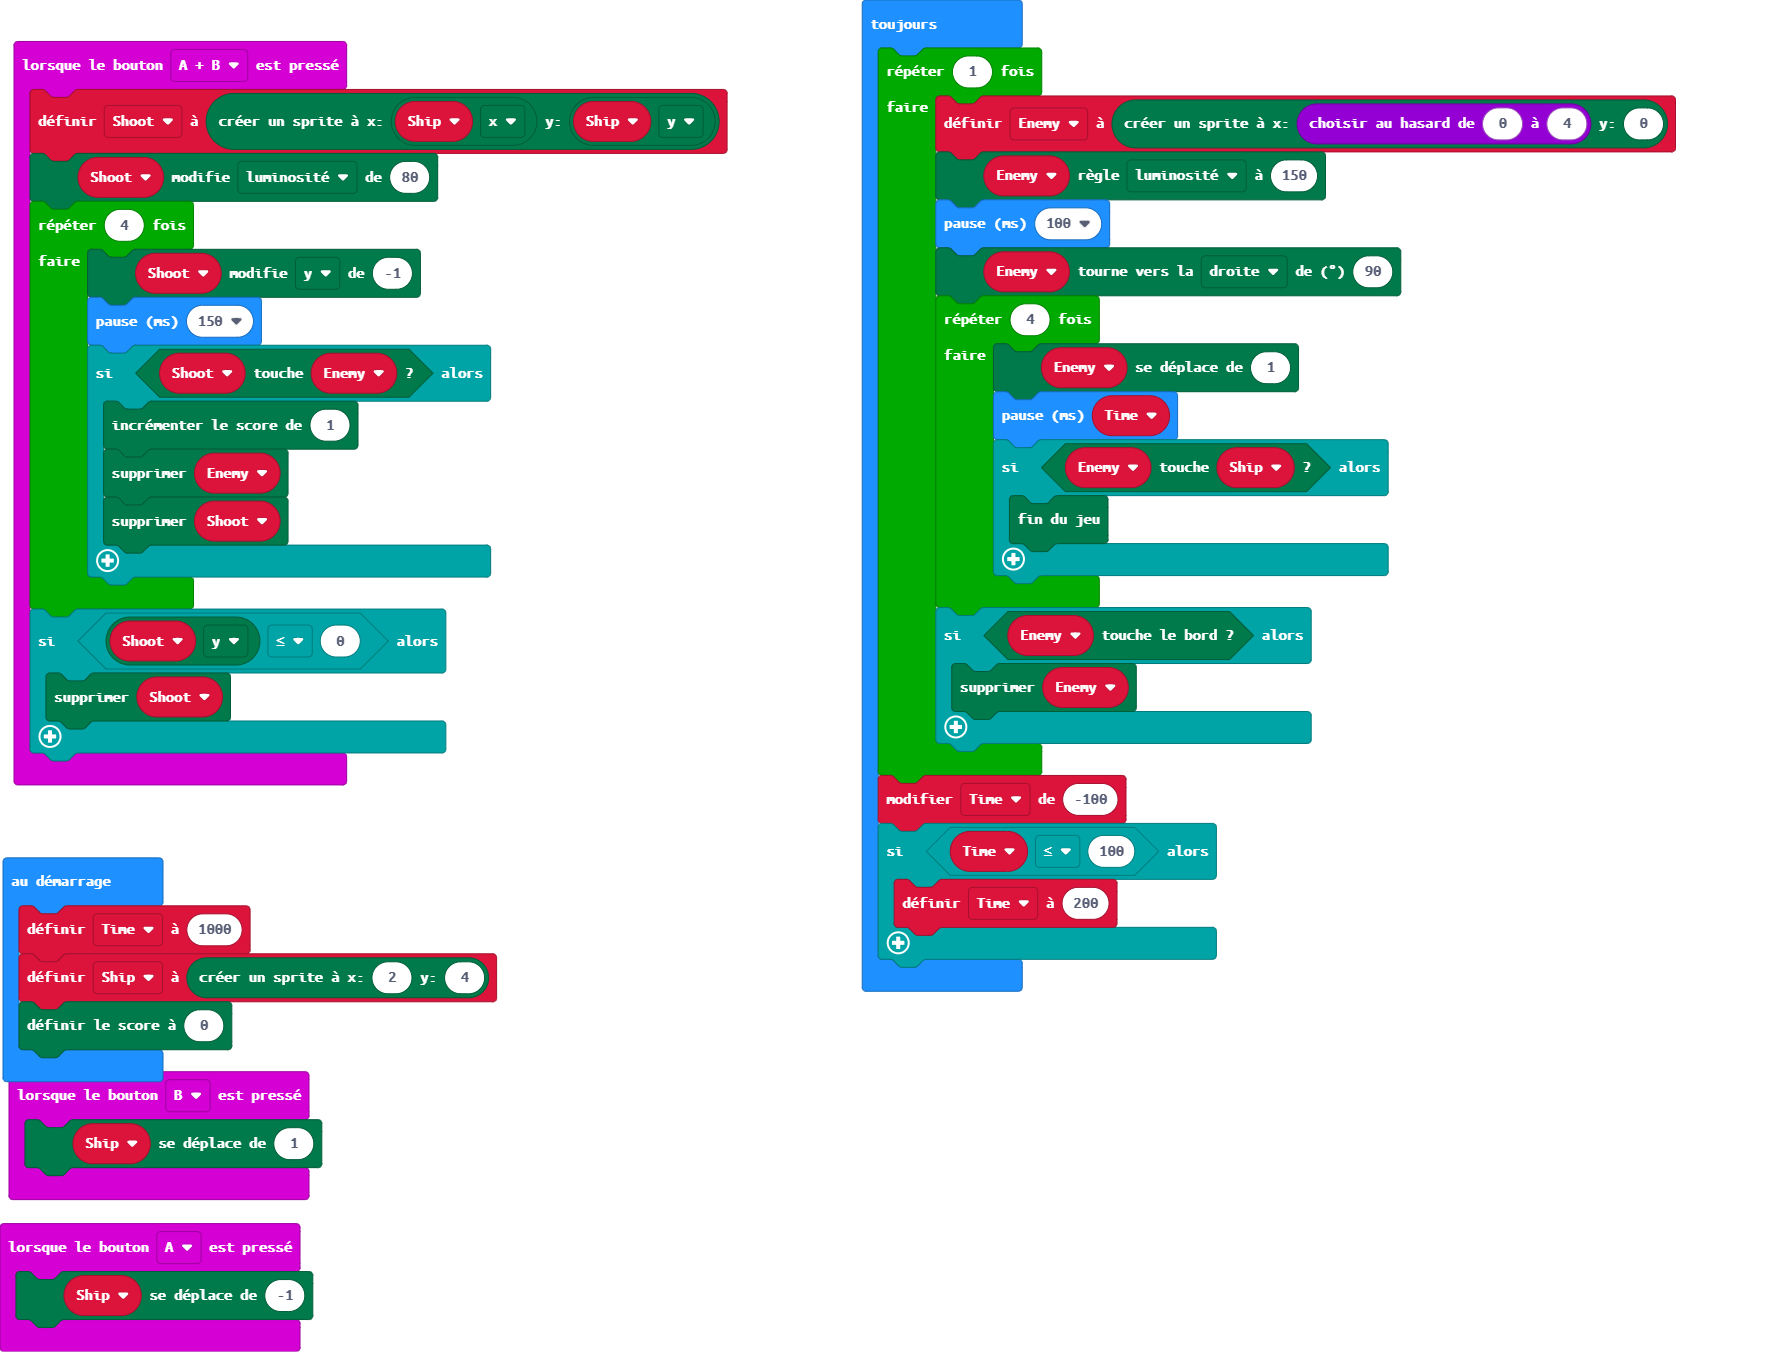 lorsque le bouton A + B est pressé
définir Shoot à créer un sprite à x: Ship x y: Ship y
Shoot modifie luminosité de 80
répéter 4 fois
faire
Shoot modifie y de -1
pause (ms) 150
si Shoot touche Enemy ? alors
incrémenter le score de 1
supprimer Enemy
supprimer Shoot
si Shoot y ≤ 0 alors
supprimer Shoot
au démarrage
définir Time à 1000
définir Ship à créer un sprite à x: 2 y: 4
définir le score à 0
lorsque le bouton B est pressé
Ship se déplace de 1
lorsque le bouton A est pressé
Ship se déplace de -1
toujours
répéter 1 fois
faire
définir Enemy à créer un sprite à x: choisir au hasard de 0 à 4 y: 0
Enemy règle luminosité à 150
pause (ms) 100
Enemy tourne vers la droite de (°) 90
répéter 4 fois
faire
Enemy se déplace de 1
pause (ms) Time
si Enemy touche Ship ? alors
fin du jeu
si Enemy touche le bord ? alors
supprimer Enemy
modifier Time de -100
si Time ≤ 100 alors
définir Time à 200